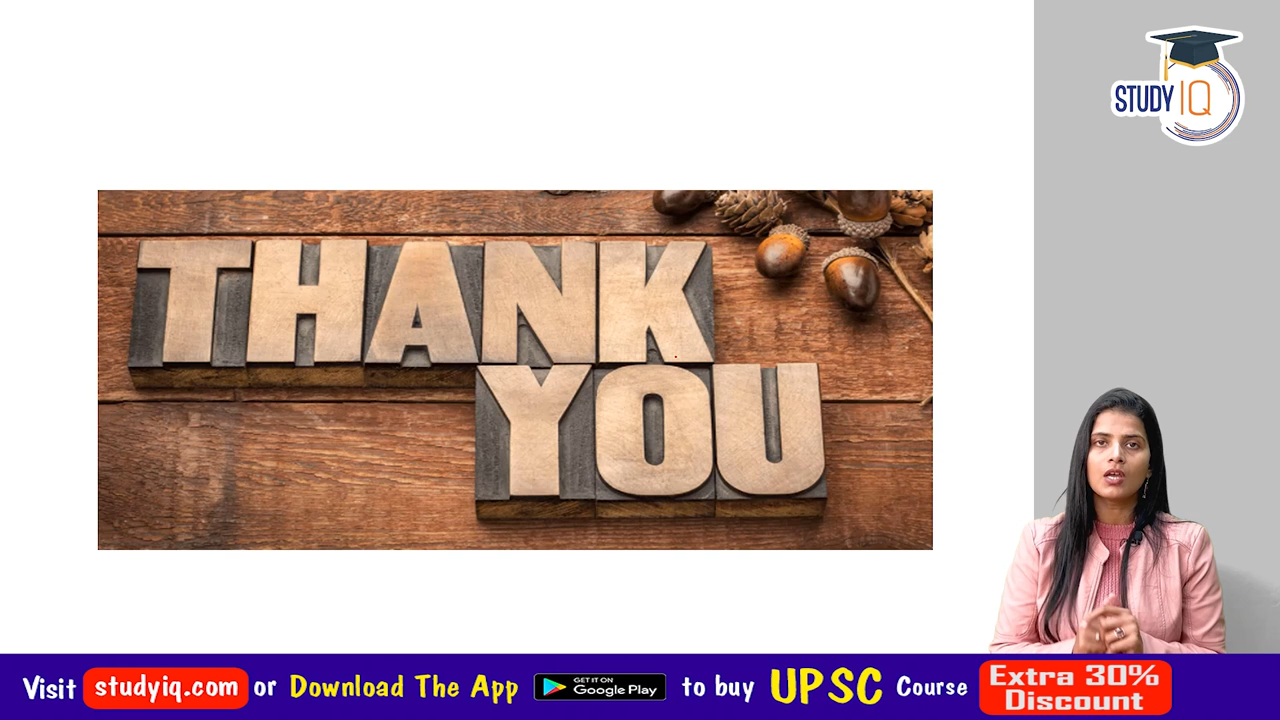 STUDY IQ
THANK
YOU
Visit studyiq.com or Download The App GET IT ON Google Play to buy UPSC Course Extra 30% Discount